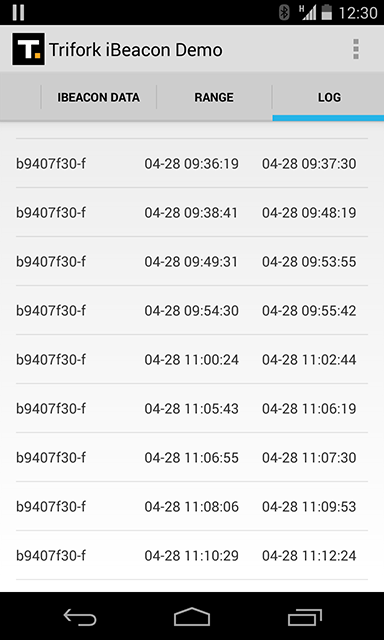 H 12:30
T. Trifork iBeacon Demo
IBEACON DATA RANGE LOG
b9407f30-f 04-28 09:36:19 04-28 09:37:30
b9407f30-f 04-28 09:38:41 04-28 09:48:19
b9407f30-f 04-28 09:49:31 04-28 09:53:55
b9407f30-f 04-28 09:54:30 04-28 09:55:42
b9407f30-f 04-28 11:00:24 04-28 11:02:44
b9407f30-f 04-28 11:05:43 04-28 11:06:19
b9407f30-f 04-28 11:06:55 04-28 11:07:30
b9407f30-f 04-28 11:08:06 04-28 11:09:53
b9407f30-f 04-28 11:10:29 04-28 11:12:24